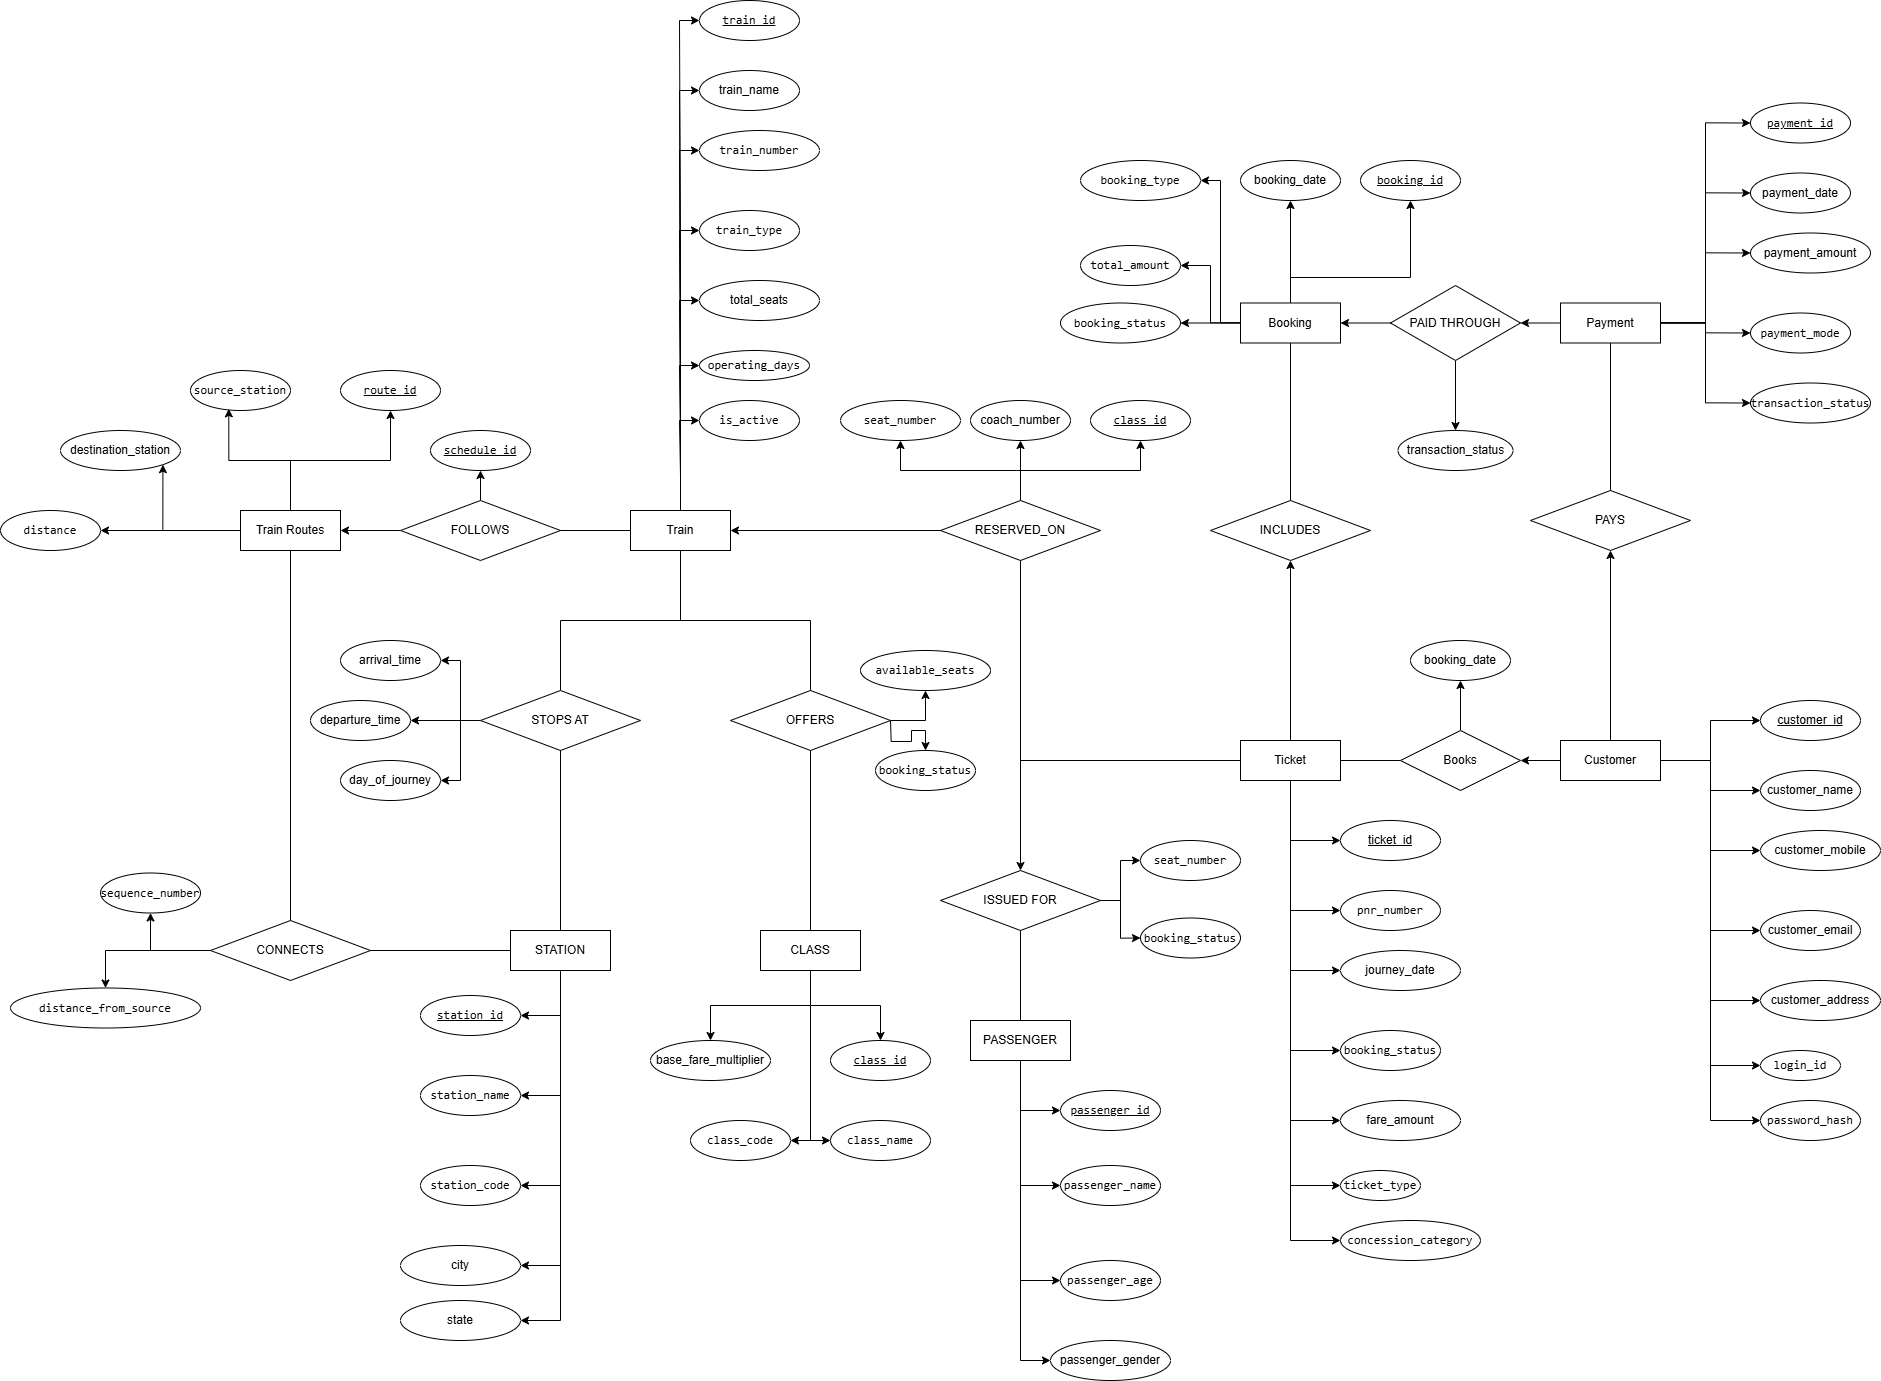 train_id
train_name
train_number
train_type
total_seats
operating_days
is_active
payment_id
payment_date
payment_amount
payment_mode
transaction_status
booking_type
booking_date
booking_id
total_amount
booking_status
Booking
PAID THROUGH
Payment
transaction_status
source_station
route_id
destination_station
schedule_id
distance
Train Routes
FOLLOWS
Train
seat_number
coach_number
class_id
RESERVED_ON
INCLUDES
PAYS
arrival_time
departure_time
day_of_journey
STOPS AT
OFFERS
available_seats
booking_status
booking_date
Ticket
Books
Customer
customer_id
customer_name
customer_mobile
customer_email
customer_address
login_id
password_hash
ticket_id
pnr_number
journey_date
booking_status
fare_amount
ticket_type
concession_category
seat_number
ISSUED FOR
booking_status
sequence_number
CONNECTS
distance_from_source
STATION
CLASS
station_id
station_name
station_code
city
state
base_fare_multiplier
class_id
class_code
class_name
PASSENGER
passenger_id
passenger_name
passenger_age
passenger_gender